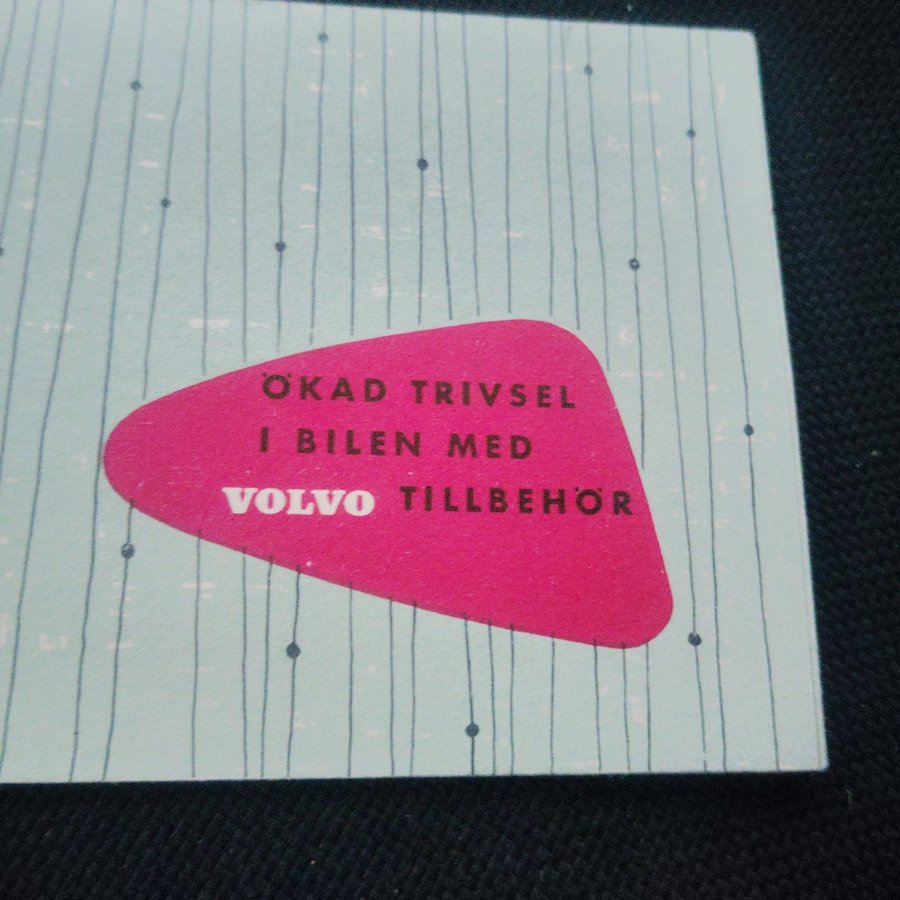 ÖKAD TRIVSEL
I BILEN MED
VOLVO TILLBEHÖR